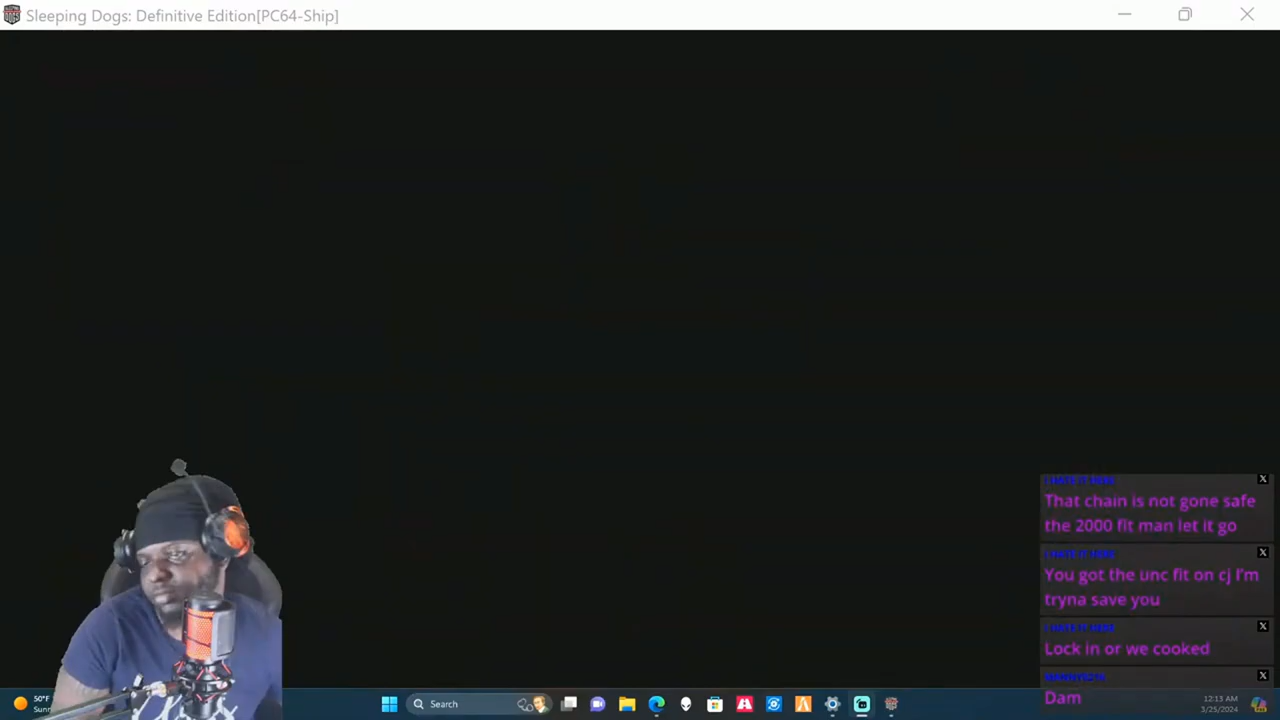 Sleeping Dogs: Definitive Edition[PC64-Ship]
That chain is not gone safe
the 2000 fit man let it go
You got the unc fit on cj I'm
tryna save you
Lock in or we cooked
Dam
50°F
Search
12:13 AM
3/25/2024